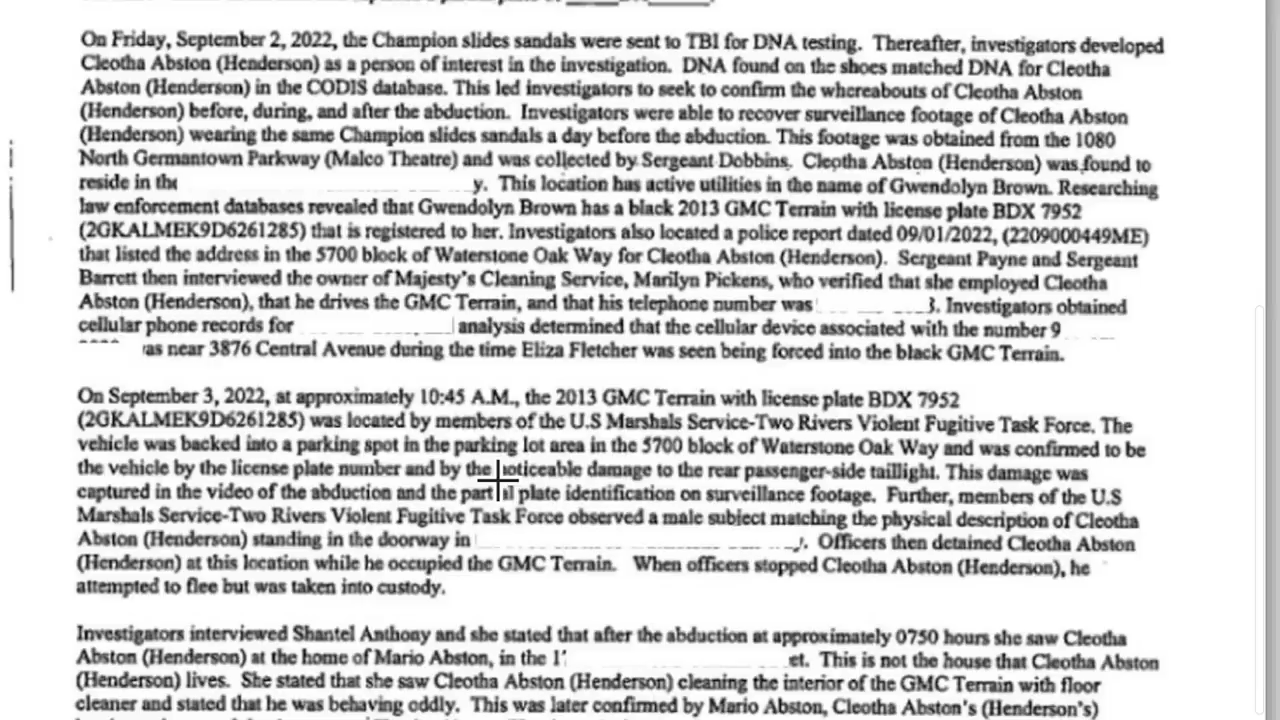 On Friday, September 2, 2022, the Champion slides sandals were sent to TBI for DNA testing. Thereafter, investigators developed
Cleotha Abston (Henderson) as a person of interest in the investigation. DNA found on the shoes matched DNA for Cleotha
Abston (Henderson) in the CODIS database. This led investigators to seek to confirm the whereabouts of Cleotha Abston
(Henderson) before, during, and after the abduction. Investigators were able to recover surveillance footage of Cleotha Abston
(Henderson) wearing the same Champion slides sandals a day before the abduction. This footage was obtained from the 1080
North Germantown Parkway (Malco Theatre) and was collected by Sergeant Dobbins. Cleotha Abston (Henderson) was found to
reside in the y. This location has active utilities in the name of Gwendolyn Brown. Researching
law enforcement databases revealed that Gwendolyn Brown has a black 2013 GMC Terrain with license plate BDX 7952
(2GKALMEK9D6261285) that is registered to her. Investigators also located a police report dated 09/01/2022, (2209000449ME)
that listed the address in the 5700 block of Waterstone Oak Way for Cleotha Abston (Henderson). Sergeant Payne and Sergeant
Barrett then interviewed the owner of Majesty's Cleaning Service, Marilyn Pickens, who verified that she employed Cleotha
Abston (Henderson), that he drives the GMC Terrain, and that his telephone number was 3. Investigators obtained
cellular phone records for analysis determined that the cellular device associated with the number 9
as near 3876 Central Avenue during the time Eliza Fletcher was seen being forced into the black GMC Terrain.
On September 3, 2022, at approximately 10:45 A.M., the 2013 GMC Terrain with license plate BDX 7952
(2GKALMEK9D6261285) was located by members of the U.S Marshals Service-Two Rivers Violent Fugitive Task Force. The
vehicle was backed into a parking spot in the parking lot area in the 5700 block of Waterstone Oak Way and was confirmed to be
the vehicle by the license plate number and by the noticeable damage to the rear passenger-side taillight. This damage was
captured in the video of the abduction and the partial plate identification on surveillance footage. Further, members of the U.S
Marshals Service-Two Rivers Violent Fugitive Task Force observed a male subject matching the physical description of Cleotha
Abston (Henderson) standing in the doorway in y. Officers then detained Cleotha Abston
(Henderson) at this location while he occupied the GMC Terrain. When officers stopped Cleotha Abston (Henderson), he
attempted to flee but was taken into custody.
Investigators interviewed Shantel Anthony and she stated that after the abduction at approximately 0750 hours she saw Cleotha
Abston (Henderson) at the home of Mario Abston, in the 1 et. This is not the house that Cleotha Abston
(Henderson) lives. She stated that she saw Cleotha Abston (Henderson) cleaning the interior of the GMC Terrain with floor
cleaner and stated that he was behaving oddly. This was later confirmed by Mario Abston, Cleotha Abston's (Henderson's)